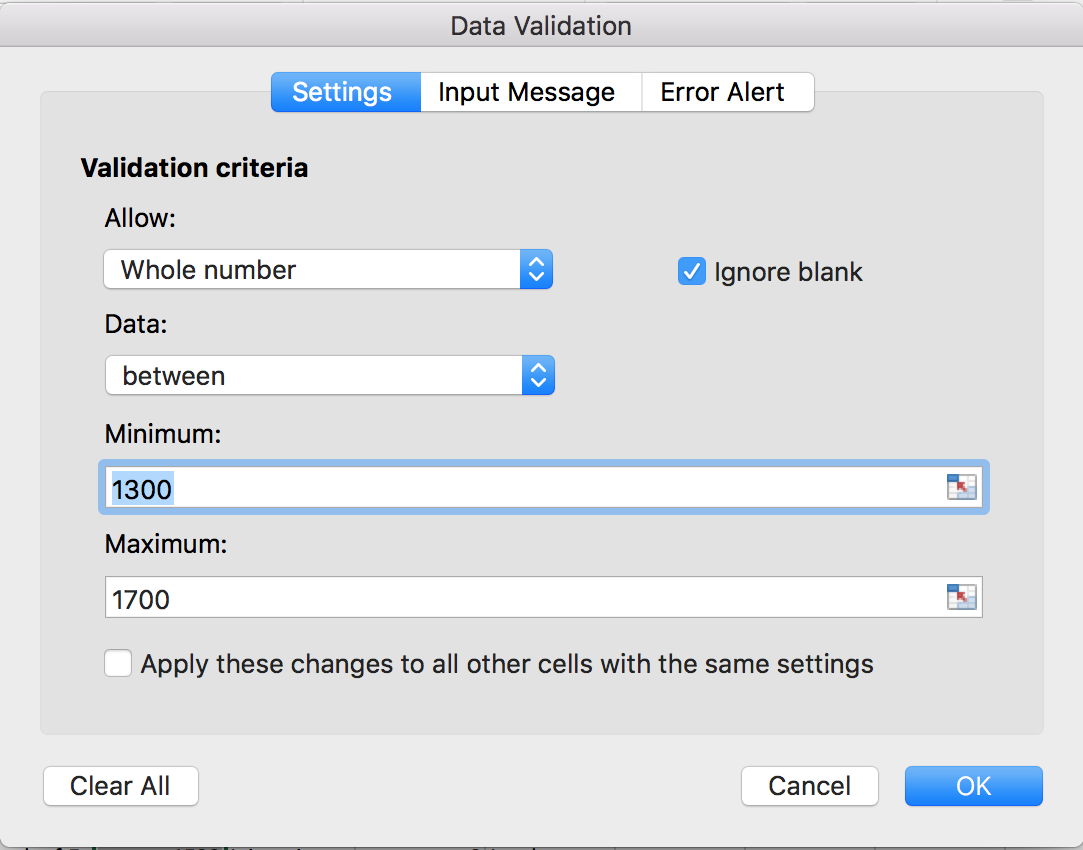 Data Validation
Settings Input Message Error Alert
Validation criteria
Allow:
Whole number Ignore blank
Data:
between
Minimum:
1300
Maximum:
1700
Apply these changes to all other cells with the same settings
Clear All Cancel OK